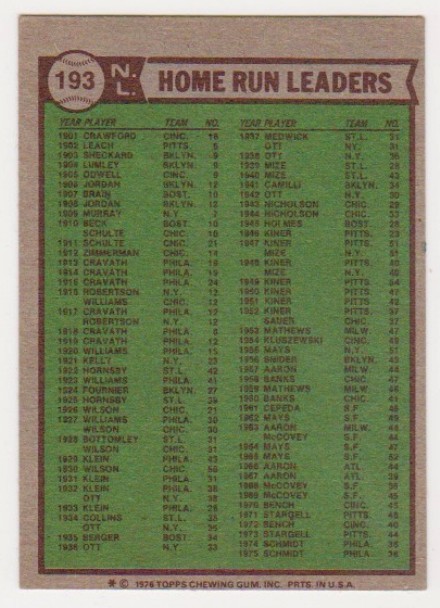 193
N.L.
HOME RUN LEADERS
YEAR PLAYER TEAM NO.
1901 CRAWFORD CINC. 16
1902 LEACH PITTS. 6
1903 SHECKARD BKLYN. 9
1904 LUMLEY BKLYN. 9
1905 ODWELL CINC. 9
1906 JORDAN BKLYN. 12
1907 BRAIN BOST. 10
1908 JORDAN BKLYN. 12
1909 MURRAY N.Y. 7
1910 BECK BOST. 10
SCHULTE CHIC. 10
1911 SCHULTE CHIC. 21
1912 ZIMMERMAN CHIC. 14
1913 CRAVATH PHILA. 19
1914 CRAVATH PHILA. 19
1915 CRAVATH PHILA. 24
1916 ROBERTSON N.Y. 12
WILLIAMS CHIC. 12
1917 CRAVATH PHILA. 12
ROBERTSON N.Y. 12
1918 CRAVATH PHILA. 8
1919 CRAVATH PHILA. 12
1920 WILLIAMS PHILA. 15
1921 KELLY N.Y. 23
1922 HORNSBY ST.L. 42
1923 WILLIAMS PHILA. 41
1924 FOURNIER BKLYN. 27
1925 HORNSBY ST.L. 39
1926 WILSON CHIC. 21
1927 WILLIAMS PHILA. 30
WILSON CHIC. 30
1928 BOTTOMLEY ST.L. 31
WILSON CHIC. 31
1929 KLEIN PHILA. 43
1930 WILSON CHIC. 56
1931 KLEIN PHILA. 31
1932 KLEIN PHILA. 38
OTT N.Y. 38
1933 KLEIN PHILA. 28
1934 COLLINS ST.L. 35
OTT N.Y. 35
1935 BERGER BOST. 34
1936 OTT N.Y. 33
YEAR PLAYER TEAM NO.
1937 MEDWICK ST.L. 31
OTT N.Y. 31
1938 OTT N.Y. 36
1939 MIZE ST.L. 28
1940 MIZE ST.L. 43
1941 CAMILLI BKLYN. 34
1942 OTT N.Y. 30
1943 NICHOLSON CHIC. 29
1944 NICHOLSON CHIC. 33
1945 HOLMES BOST. 28
1946 KINER PITTS. 23
1947 KINER PITTS. 51
MIZE N.Y. 51
1948 KINER PITTS. 40
MIZE N.Y. 40
1949 KINER PITTS. 54
1950 KINER PITTS. 47
1951 KINER PITTS. 42
1952 KINER PITTS. 37
SAUER CHIC. 37
1953 MATHEWS MILW. 47
1954 KLUSZEWSKI CINC. 49
1955 MAYS N.Y. 51
1956 SNIDER BKLYN. 43
1957 AARON MILW. 44
1958 BANKS CHIC. 47
1959 MATHEWS MILW. 46
1960 BANKS CHIC. 41
1961 CEPEDA S.F. 46
1962 MAYS S.F. 49
1963 AARON MILW. 44
McCOVEY S.F. 44
1964 MAYS S.F. 47
1965 MAYS S.F. 52
1966 AARON ATL. 44
1967 AARON ATL. 39
1968 McCOVEY S.F. 36
1969 McCOVEY S.F. 45
1970 BENCH CINC. 45
1971 STARGELL PITTS. 48
1972 BENCH CINC. 40
1973 STARGELL PITTS. 44
1974 SCHMIDT PHILA. 36
1975 SCHMIDT PHILA. 38
* © 1976 TOPPS CHEWING GUM, INC. PRTS. IN U.S.A.